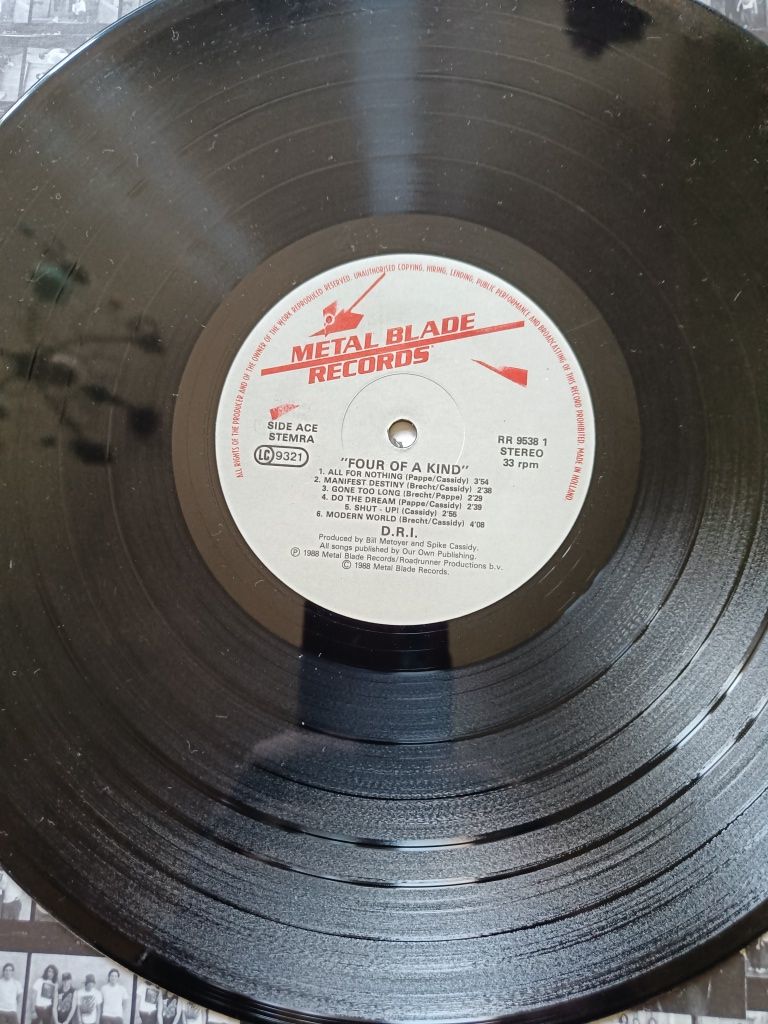 ALL RIGHTS OF THE PRODUCER AND OF THE OWNER OF THE WORK REPRODUCED RESERVED. UNAUTHORISED COPYING, HIRING, LENDING, PUBLIC PERFORMANCE AND BROADCASTING OF THIS RECORD PROHIBITED. MADE IN HOLLAND
METAL BLADE
RECORDS
SIDE ACE
STEMRA
LC 9321
RR 9538 1
STEREO
33 rpm
"FOUR OF A KIND"
1. ALL FOR NOTHING (Pappe/Cassidy) 3'54
2. MANIFEST DESTINY (Brecht/Cassidy) 2'38
3. GONE TOO LONG (Brecht/Pappe) 2'29
4. DO THE DREAM (Pappe/Cassidy) 2'39
5. SHUT - UP! (Cassidy) 2'55
6. MODERN WORLD (Brecht/Cassidy) 4'08
D.R.I.
Produced by Bill Metoyer and Spike Cassidy.
All songs published by Our Own Publishing.
℗ 1988 Metal Blade Records/Roadrunner Productions b.v.
© 1988 Metal Blade Records.